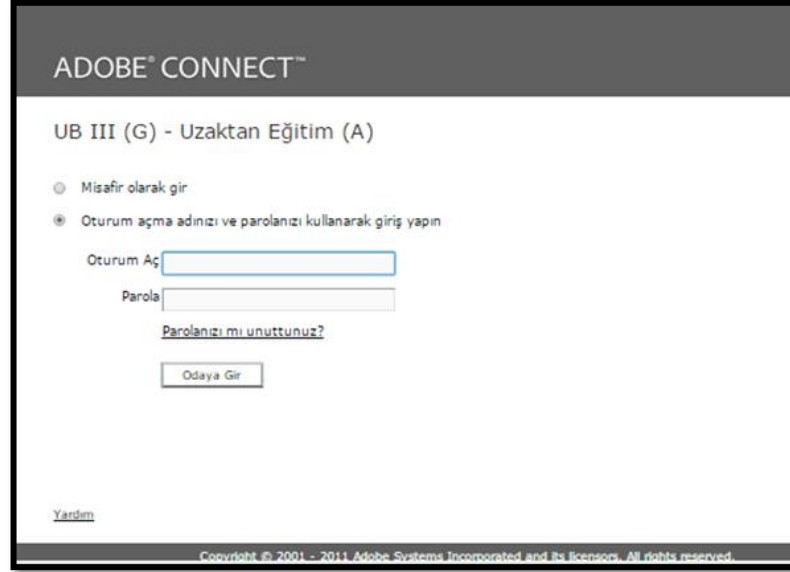 ADOBE® CONNECT™
UB III (G) - Uzaktan Eğitim (A)
Misafir olarak gir
Oturum açma adınızı ve parolanızı kullanarak giriş yapın
Oturum Aç
Parola
Parolanızı mı unuttunuz?
Odaya Gir
Yardım
Copyright © 2001 - 2011 Adobe Systems Incorporated and its licensors. All rights reserved.